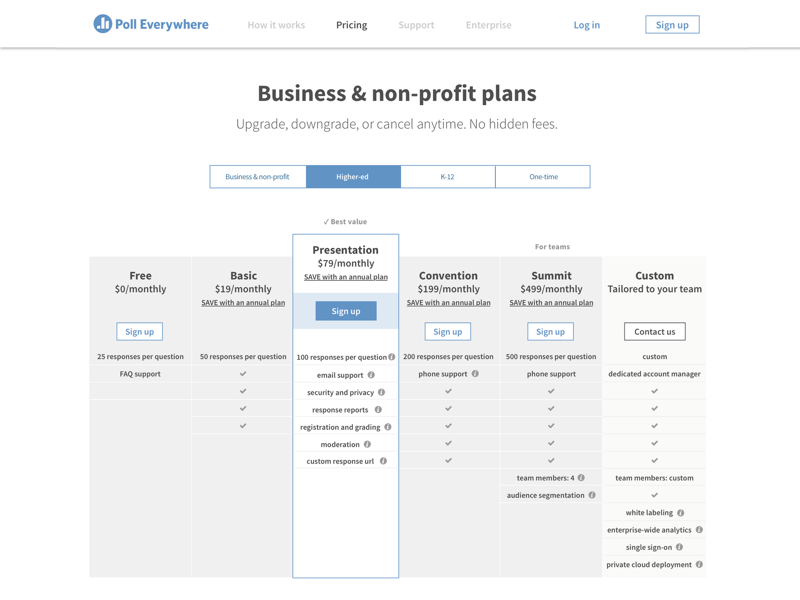 Poll Everywhere
How it works
Pricing
Support
Enterprise
Log in
Sign up
Business & non-profit plans
Upgrade, downgrade, or cancel anytime. No hidden fees.
Business & non-profit
Higher-ed
K-12
One-time
✓ Best value
For teams
Free
$0/monthly
Sign up
25 responses per question
FAQ support
Basic
$19/monthly
SAVE with an annual plan
50 responses per question
Presentation
$79/monthly
SAVE with an annual plan
Sign up
100 responses per question
email support
security and privacy
response reports
registration and grading
moderation
custom response url
Convention
$199/monthly
SAVE with an annual plan
Sign up
200 responses per question
phone support
Summit
$499/monthly
SAVE with an annual plan
Sign up
500 responses per question
phone support
team members: 4
audience segmentation
Custom
Tailored to your team
Contact us
custom
dedicated account manager
team members: custom
white labeling
enterprise-wide analytics
single sign-on
private cloud deployment